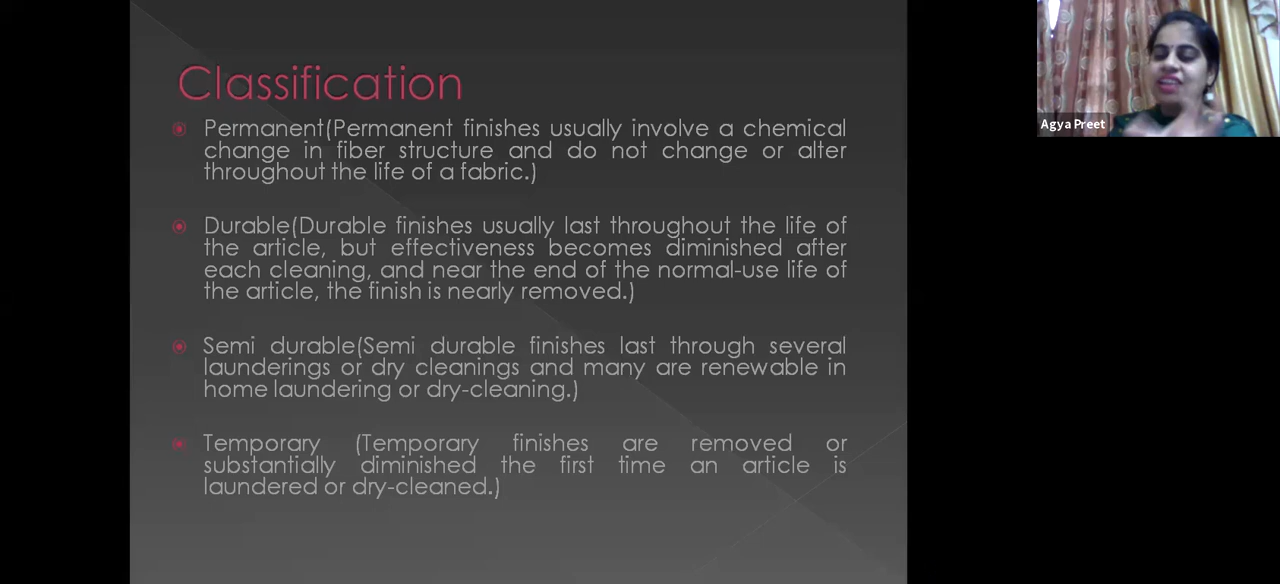 Classification
Permanent(Permanent finishes usually involve a chemical
change in fiber structure and do not change or alter
throughout the life of a fabric.)
Durable(Durable finishes usually last throughout the life of
the article, but effectiveness becomes diminished after
each cleaning, and near the end of the normal-use life of
the article, the finish is nearly removed.)
Semi durable(Semi durable finishes last through several
launderings or dry cleanings and many are renewable in
home laundering or dry-cleaning.)
Temporary (Temporary finishes are removed or
substantially diminished the first time an article is
laundered or dry-cleaned.)
Agya Preet